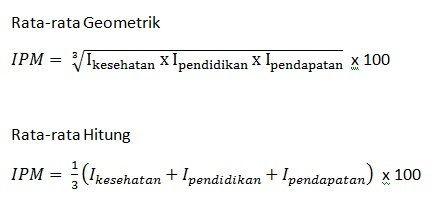 Rata-rata Geometrik
IPM = ∛(I_kesehatan X I_pendidikan X I_pendapatan) x 100
Rata-rata Hitung
IPM = 1/3 (I_kesehatan + I_pendidikan + I_pendapatan) x 100